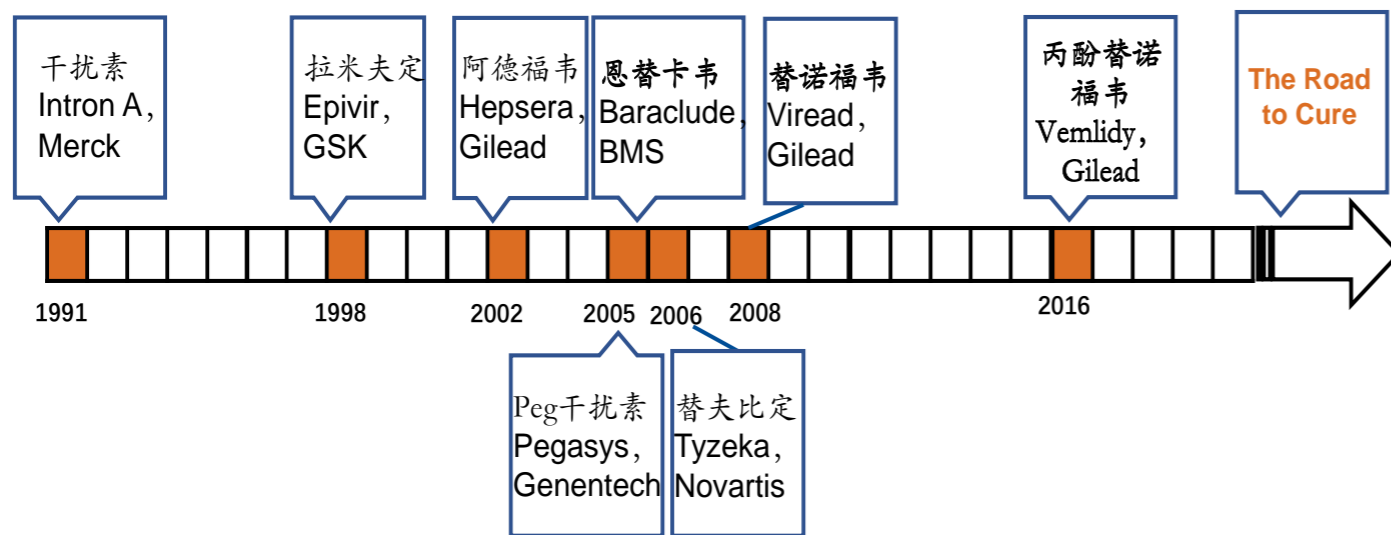 干扰素
Intron A，
Merck
拉米夫定
Epivir,
GSK
阿德福韦
Hepsera,
Gilead
恩替卡韦
Baraclude,
BMS
替诺福韦
Viread,
Gilead
丙酚替诺
福韦
Vemlidy,
Gilead
The Road
to Cure
1991
1998
2002
2005
2006
2008
2016
Peg干扰素
Pegasys,
Genentech
替夫比定
Tyzeka,
Novartis